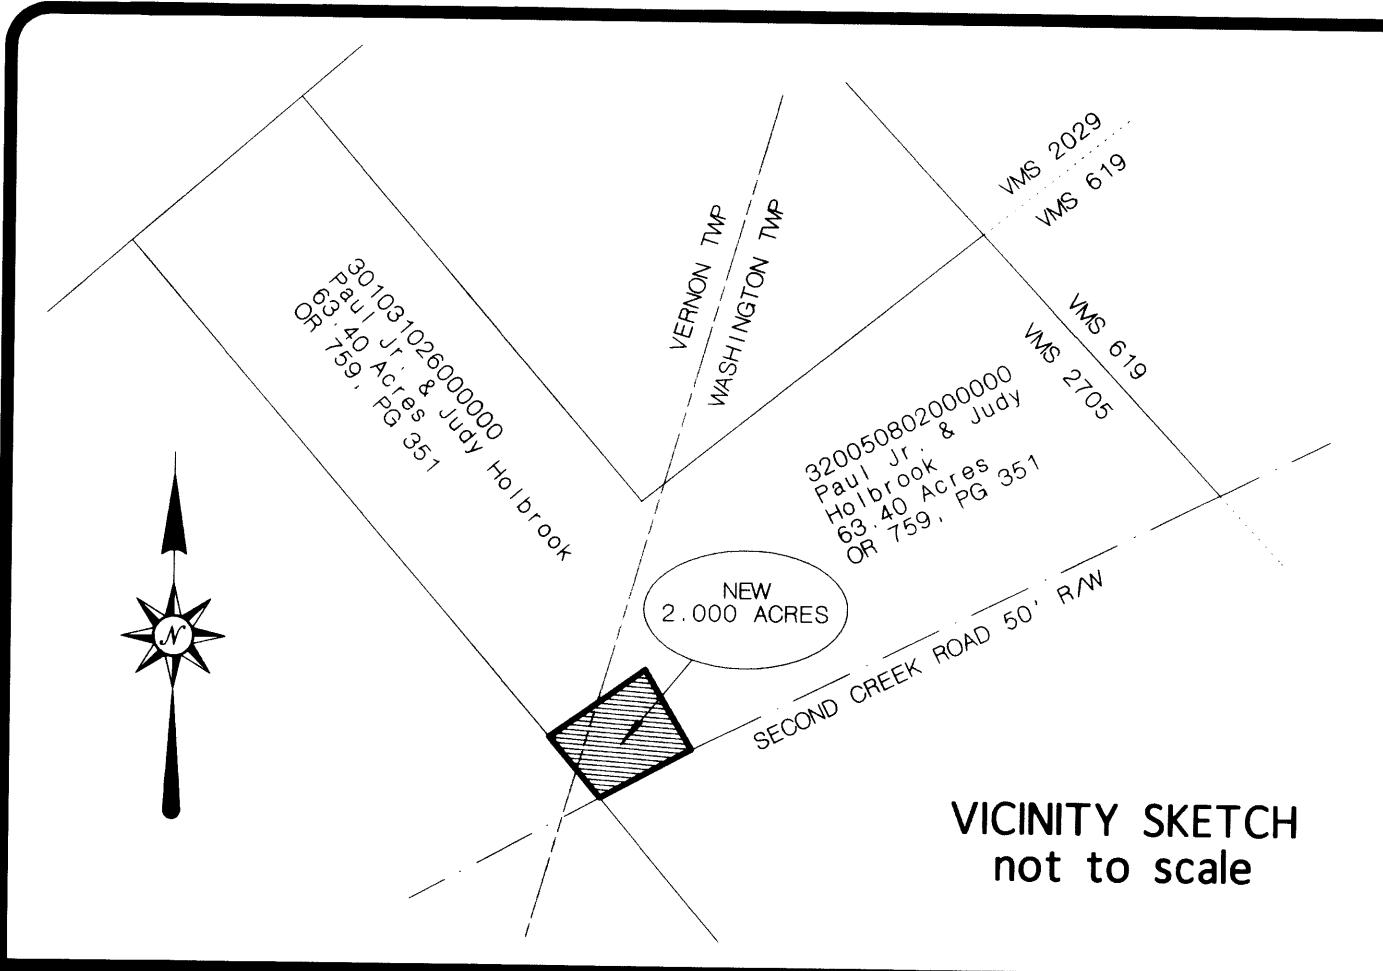 VMS 2029
VMS 619
VERNON TWP
WASHINGTON TWP
301031026000000
Paul Jr. & Judy Holbrook
63.40 Acres
OR 759, PG 351
VMS 619
VMS 2705
320050802000000
Paul Jr. & Judy
Holbrook
63.40 Acres
OR 759, PG 351
NEW
2.000 ACRES
N
SECOND CREEK ROAD 50' R/W
VICINITY SKETCH
not to scale